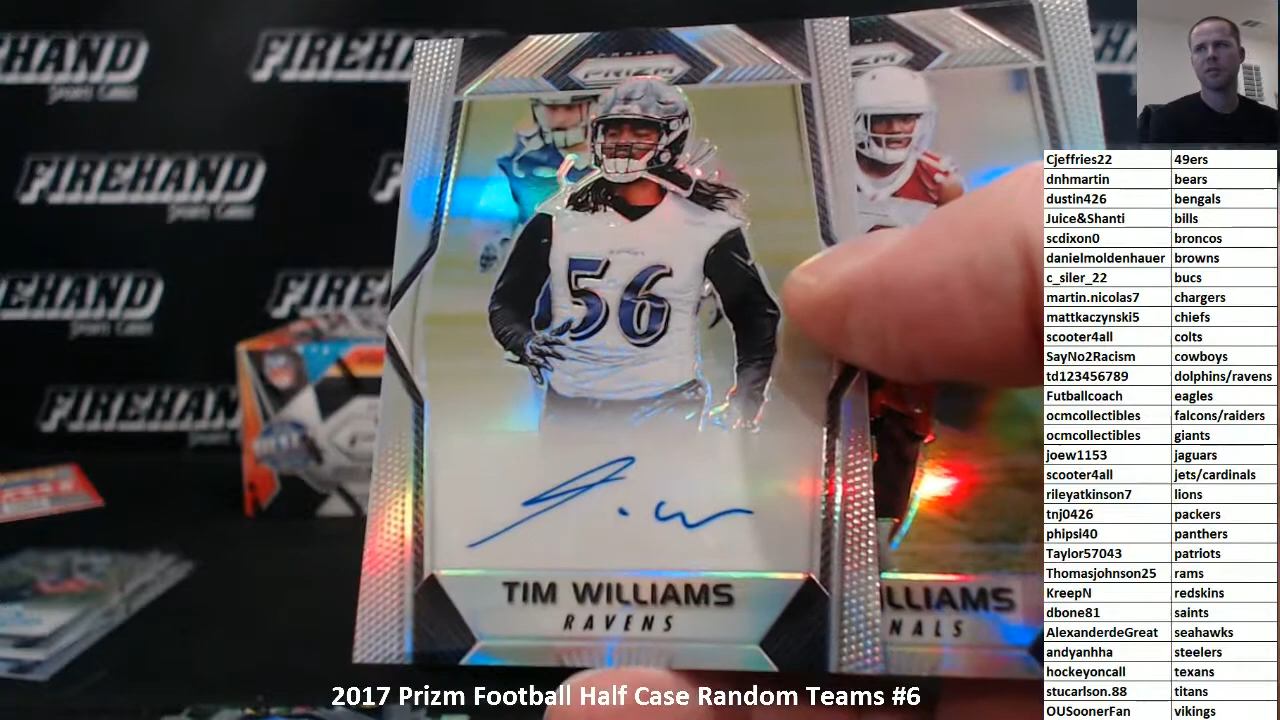 FIREHAND
SPORTS CARDS
FIREHAND
FIREHAND
FIREHAND
FIREHAND
PRIZM
56
TIM WILLIAMS
RAVENS
LLIAMS
NALS
Cjeffries22 49ers
dnhmartin bears
dustin426 bengals
Juice&Shanti bills
scdixon0 broncos
danielmoldenhauer browns
c_siler_22 bucs
martin.nicolas7 chargers
mattkaczynski5 chiefs
scooter4all colts
SayNo2Racism cowboys
td123456789 dolphins/ravens
Futballcoach eagles
ocmcollectibles falcons/raiders
ocmcollectibles giants
joew1153 jaguars
scooter4all jets/cardinals
rileyatkinson7 lions
tnj0426 packers
phipsi40 panthers
Taylor57043 patriots
Thomasjohnson25 rams
KreepN redskins
dbone81 saints
AlexanderdeGreat seahawks
andyanhha steelers
hockeyoncall texans
stucarlson.88 titans
OUSoonerFan vikings
2017 Prizm Football Half Case Random Teams #6